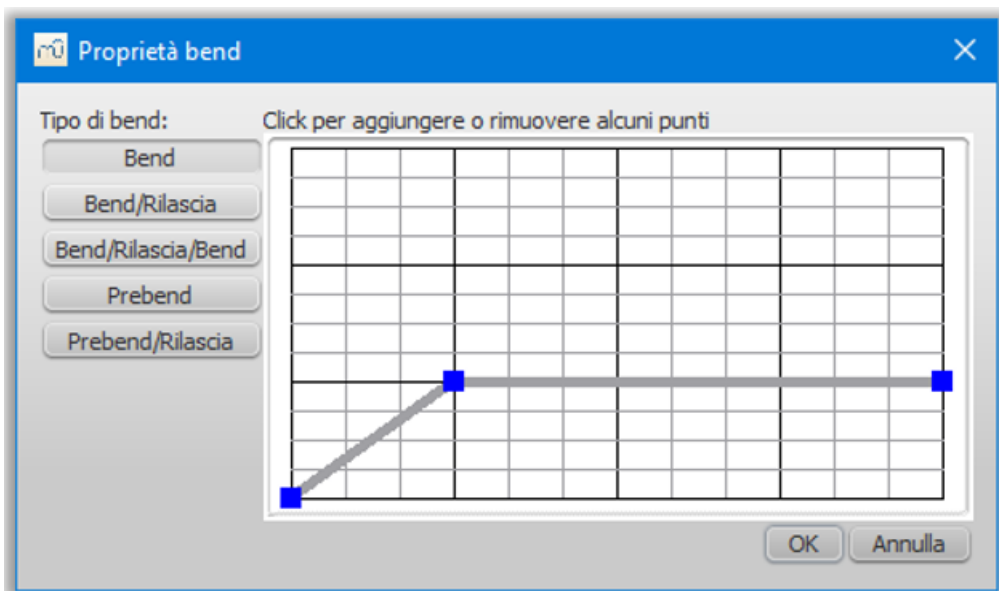 mû Proprietà bend
Tipo di bend:
Click per aggiungere o rimuovere alcuni punti
Bend
Bend/Rilascia
Bend/Rilascia/Bend
Prebend
Prebend/Rilascia
OK
Annulla